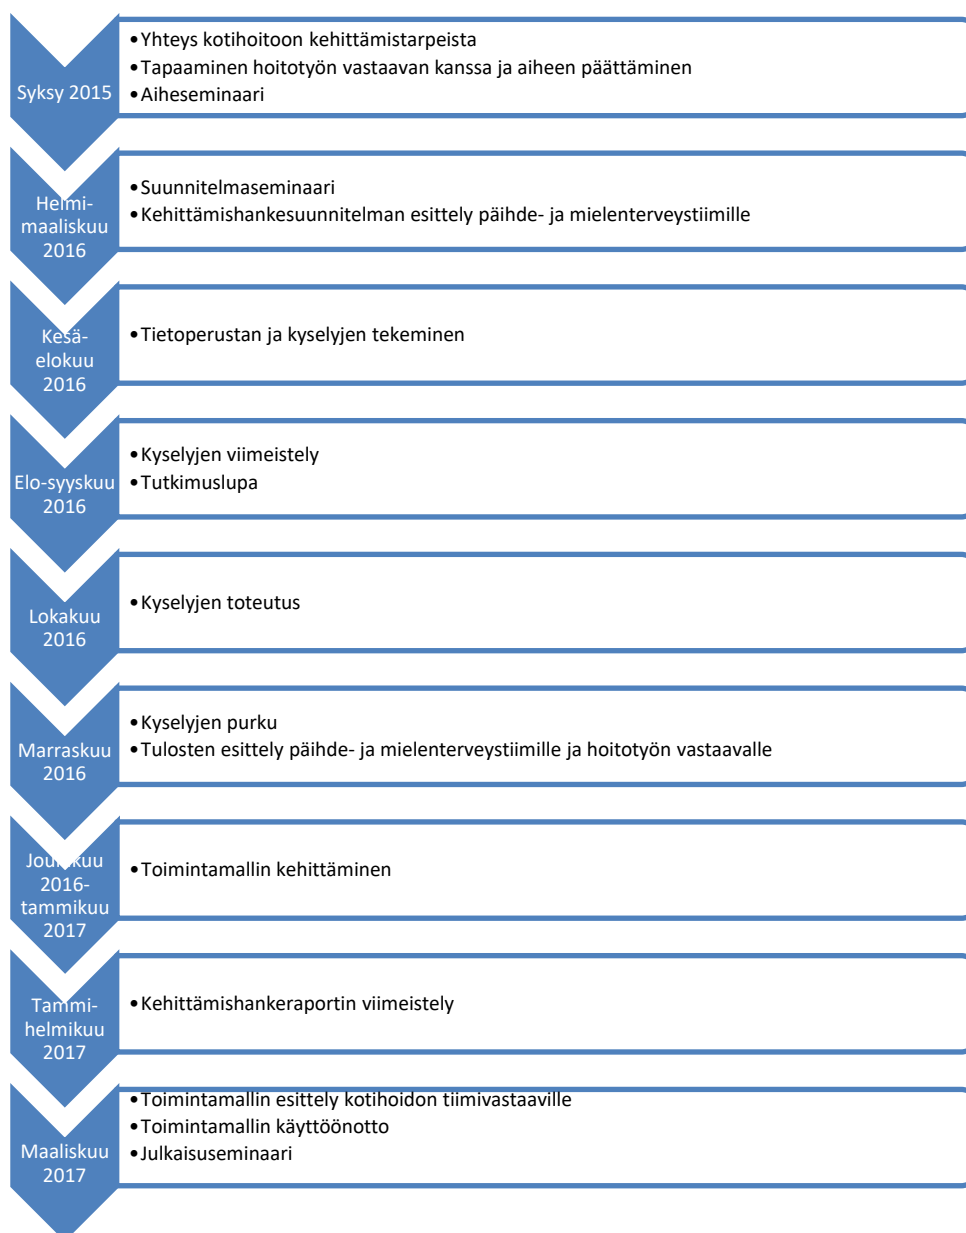 Syksy 2015
•Yhteys kotihoitoon kehittämistarpeista
•Tapaaminen hoitotyön vastaavan kanssa ja aiheen päättäminen
•Aiheseminaari
Helmi-
maaliskuu
2016
•Suunnitelmaseminaari
•Kehittämishankesuunnitelman esittely päihde- ja mielenterveystiimille
Kesä-
elokuu
2016
•Tietoperustan ja kyselyjen tekeminen
Elo-syyskuu
2016
•Kyselyjen viimeistely
•Tutkimuslupa
Lokakuu
2016
•Kyselyjen toteutus
Marraskuu
2016
•Kyselyjen purku
•Tulosten esittely päihde- ja mielenterveystiimille ja hoitotyön vastaavalle
Joulukuu
2016-
tammikuu
2017
•Toimintamallin kehittäminen
Tammi-
helmikuu
2017
•Kehittämishankeraportin viimeistely
Maaliskuu
2017
•Toimintamallin esittely kotihoidon tiimivastaaville
•Toimintamallin käyttöönotto
•Julkaisuseminaari